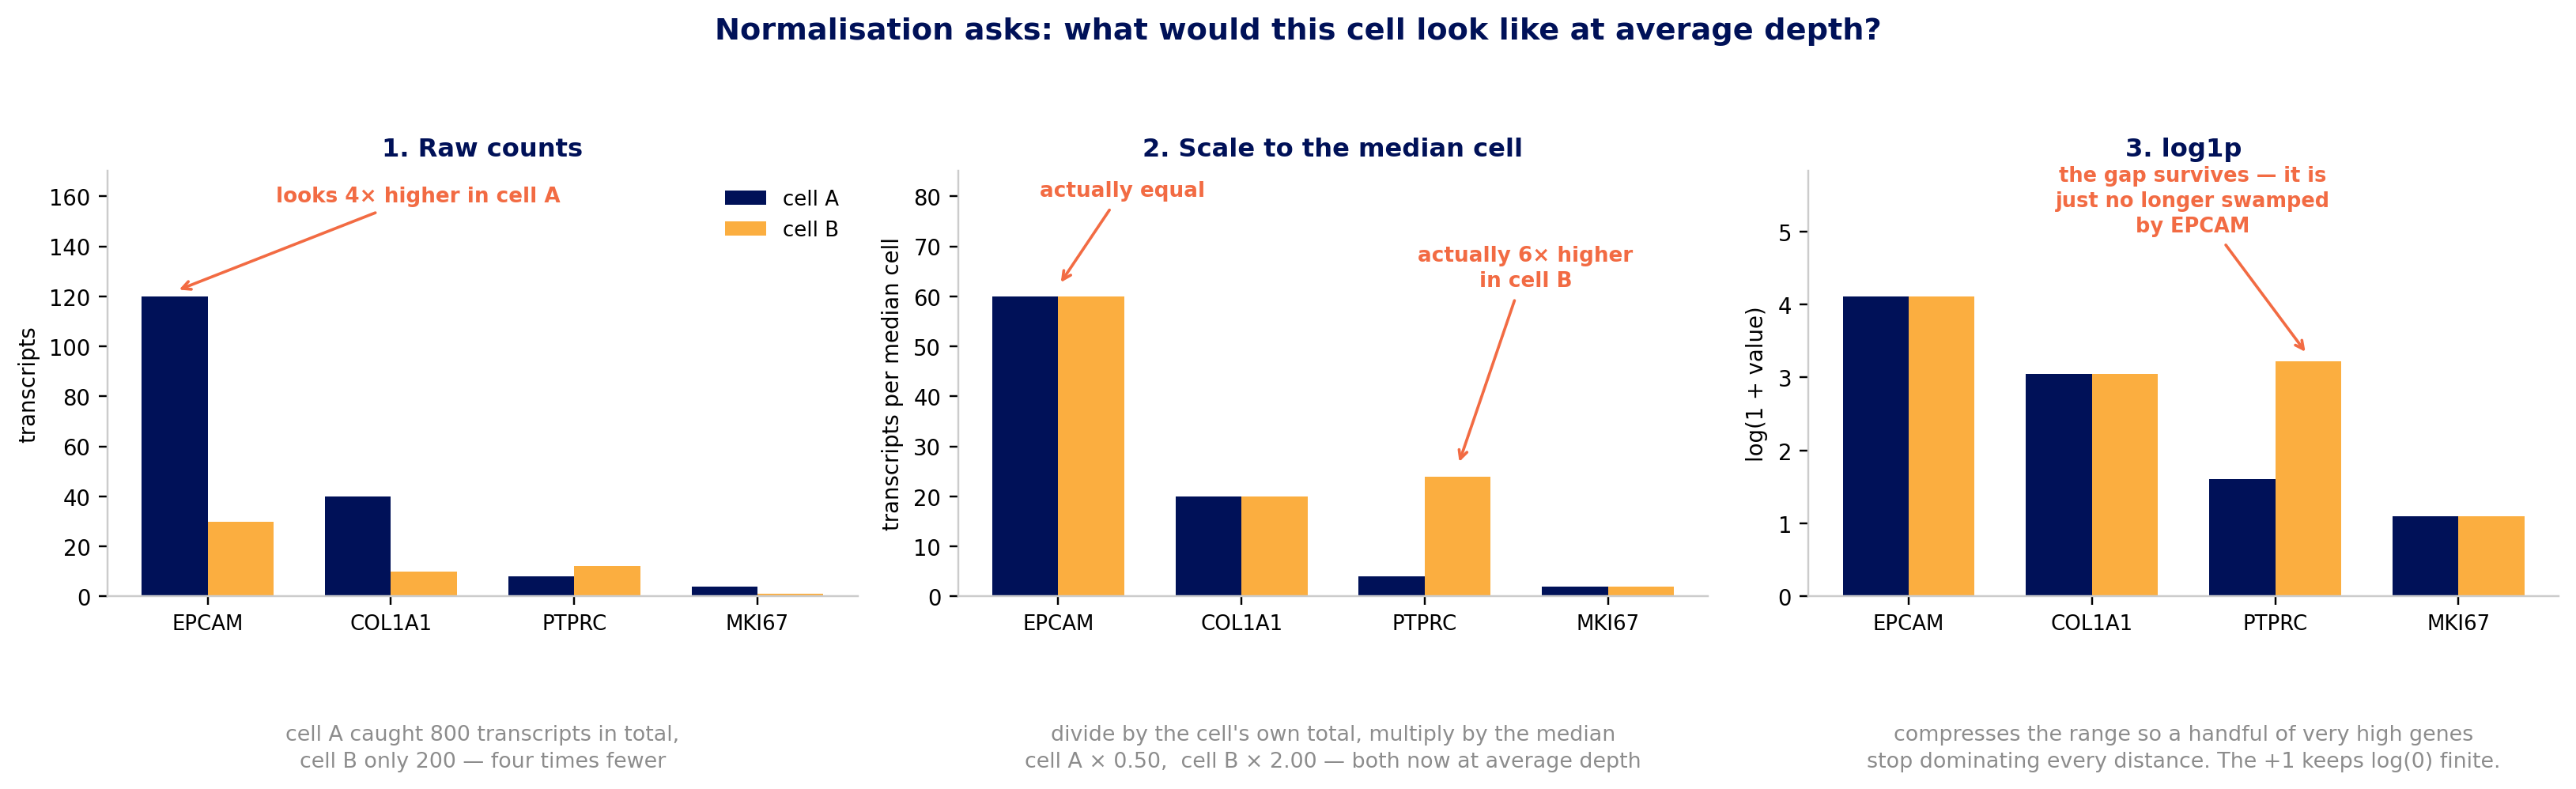 Normalisation asks: what would this cell look like at average depth?
1. Raw counts
looks 4× higher in cell A
cell A
cell B
transcripts
160
140
120
100
80
60
40
20
0
EPCAM
COL1A1
PTPRC
MKI67
cell A caught 800 transcripts in total,
cell B only 200 — four times fewer
2. Scale to the median cell
actually equal
actually 6× higher
in cell B
transcripts per median cell
80
70
60
50
40
30
20
10
0
EPCAM
COL1A1
PTPRC
MKI67
divide by the cell's own total, multiply by the median
cell A × 0.50,  cell B × 2.00 — both now at average depth
3. log1p
the gap survives — it is
just no longer swamped
by EPCAM
log(1 + value)
5
4
3
2
1
0
EPCAM
COL1A1
PTPRC
MKI67
compresses the range so a handful of very high genes
stop dominating every distance. The +1 keeps log(0) finite.